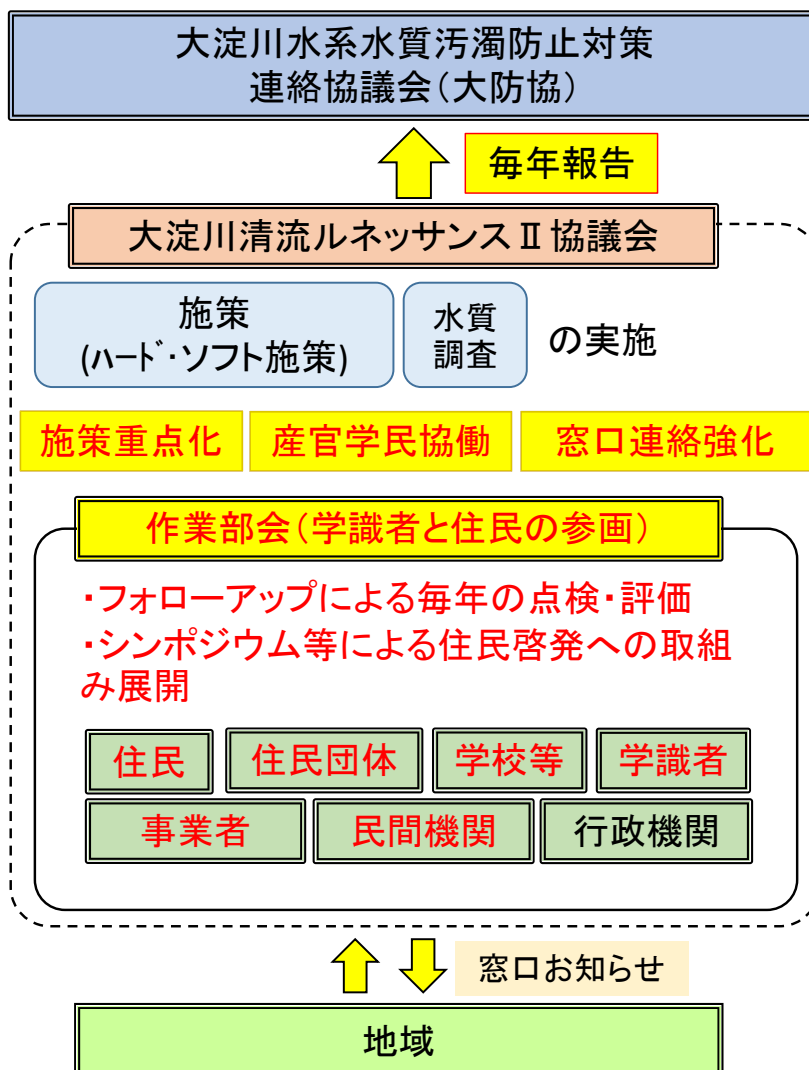 大淀川水系水質汚濁防止対策
連絡協議会（大防協）
毎年報告
大淀川清流ルネッサンスⅡ協議会
施策
(ﾊｰﾄﾞ・ソフト施策)
水質
調査
の実施
施策重点化
産官学民協働
窓口連絡強化
作業部会（学識者と住民の参画）
・フォローアップによる毎年の点検・評価
・シンポジウム等による住民啓発への取組
み展開
住民
住民団体
学校等
学識者
事業者
民間機関
行政機関
窓口お知らせ
地域